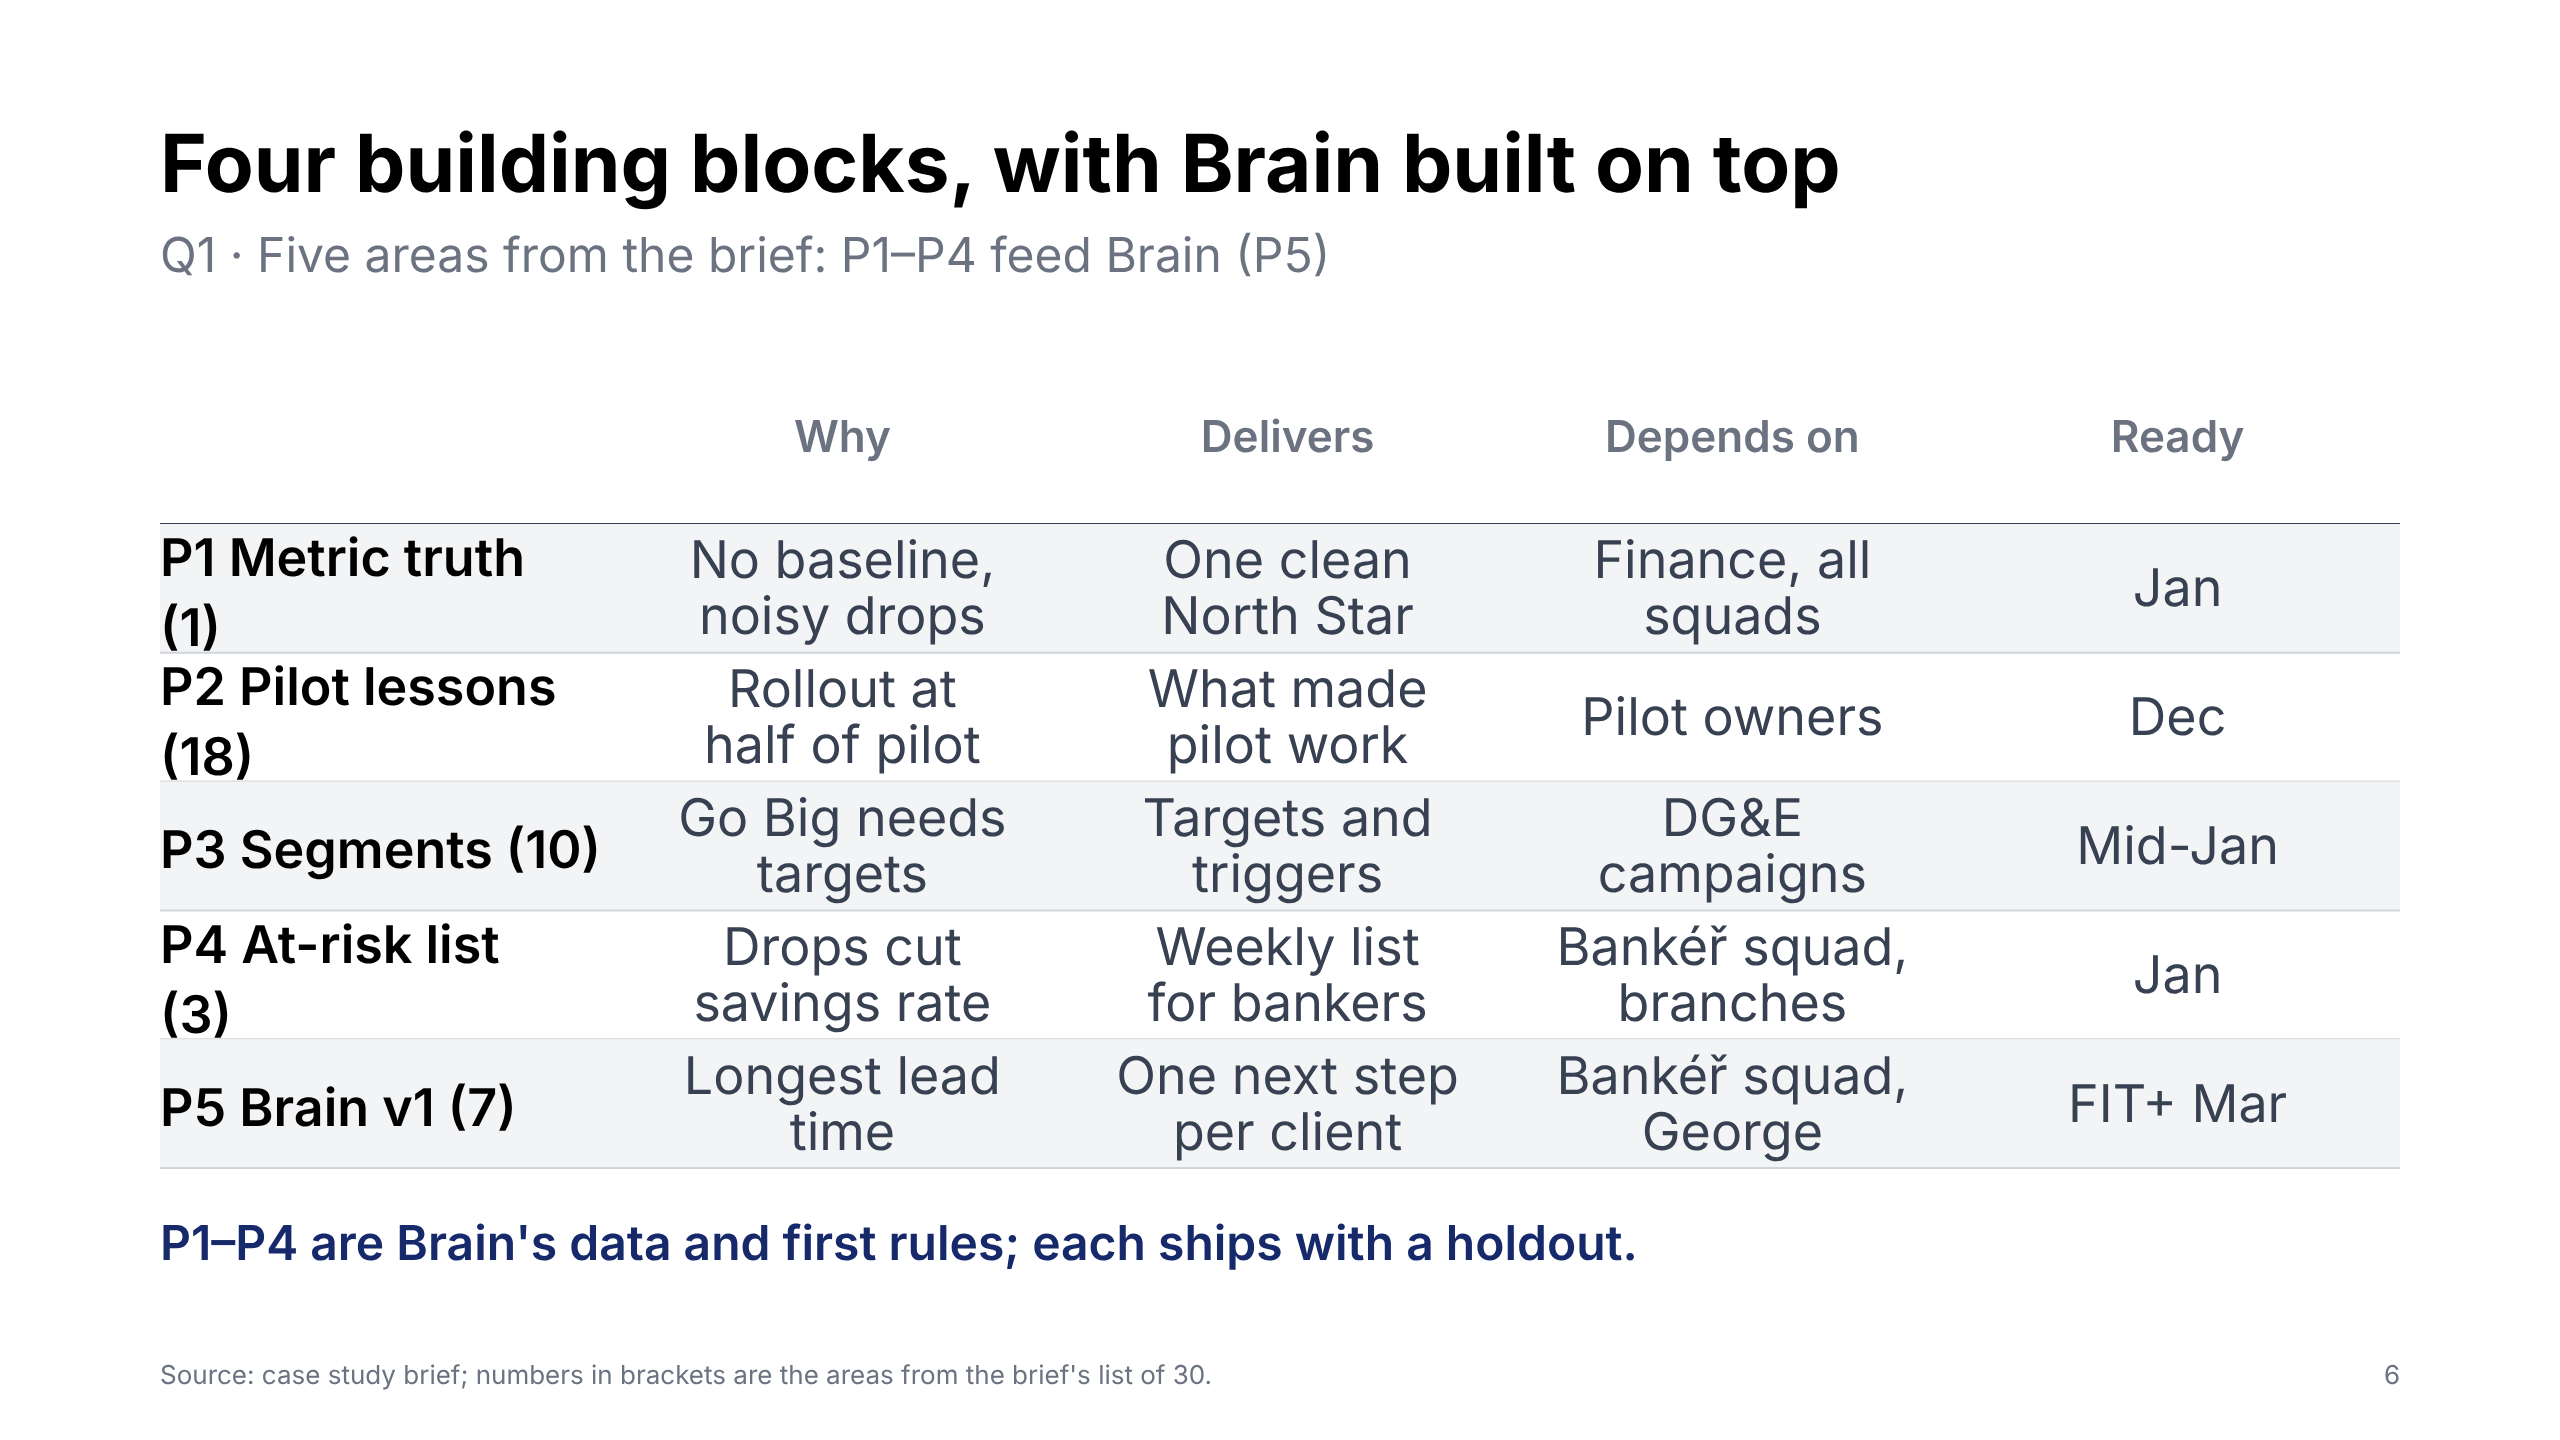 Four building blocks, with Brain built on top
Q1 · Five areas from the brief: P1–P4 feed Brain (P5)
Why Delivers Depends on Ready
P1 Metric truth
(1)
No baseline,
noisy drops
One clean
North Star
Finance, all
squads
Jan
P2 Pilot lessons
(18)
Rollout at
half of pilot
What made
pilot work
Pilot owners
Dec
P3 Segments (10)
Go Big needs
targets
Targets and
triggers
DG&E
campaigns
Mid-Jan
P4 At-risk list
(3)
Drops cut
savings rate
Weekly list
for bankers
Bankéř squad,
branches
Jan
P5 Brain v1 (7)
Longest lead
time
One next step
per client
Bankéř squad,
George
FIT+ Mar
P1–P4 are Brain's data and first rules; each ships with a holdout.
Source: case study brief; numbers in brackets are the areas from the brief's list of 30.
6